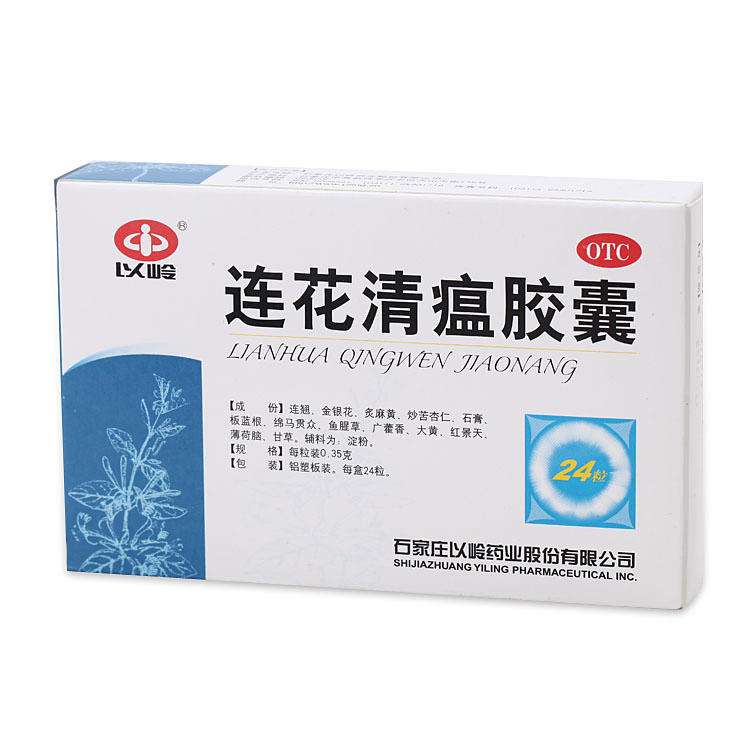 以岭
®
OTC
连花清瘟胶囊
LIANHUA QINGWEN JIAONANG
【成 份】连翘、金银花、炙麻黄、炒苦杏仁、石膏、
板蓝根、绵马贯众、鱼腥草、广藿香、大黄、红景天、
薄荷脑、甘草。辅料为：淀粉。
【规 格】每粒装0.35克
【包 装】铝塑板装。每盒24粒。
24粒
石家庄以岭药业股份有限公司
SHIJIAZHUANG YILING PHARMACEUTICAL INC.